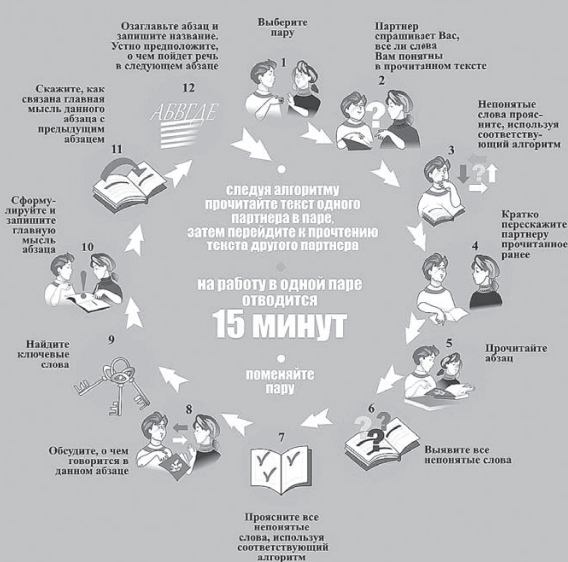 Выберите
пару
1
Партнер
спрашивает Вас,
все ли слова
Вам понятны
в прочитанном тексте
2
Непонятые
слова прояс-
ните, используя
соответству-
ющий алгоритм
3
Кратко
перескажите
партнеру
прочитанное
ранее
4
5
Прочитайте
абзац
6
Выявите все
непонятые слова
7
Проясните все
непонятые
слова, используя
соответствующий
алгоритм
8
Обсудите, о чем
говорится в
данном абзаце
9
Найдите
ключевые
слова
Сформу-
лируйте и
запишите
главную
мысль
абзаца
10
Скажите, как
связана главная
мысль данного
абзаца с
предыдущим
абзацем
11
Озаглавьте абзац и
запишите название.
Устно предположите,
о чем пойдет речь
в следующем абзаце
12
АБВГДЕ
следуя алгоритму
прочитайте текст одного
партнера в паре,
затем перейдите к прочтению
текста другого партнера
на работу в одной паре
отводится
15 минут
поменяйте
пару